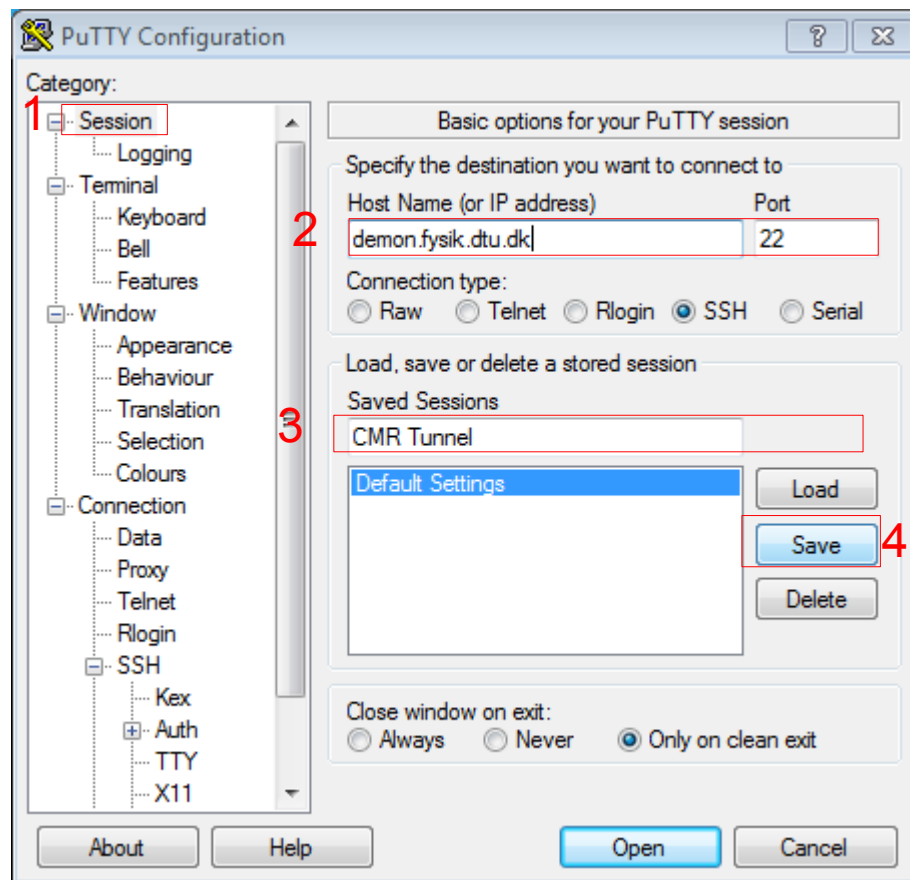 PuTTY Configuration
Category:
1
Session
Logging
Terminal
Keyboard
Bell
Features
Window
Appearance
Behaviour
Translation
Selection
Colours
Connection
Data
Proxy
Telnet
Rlogin
SSH
Kex
Auth
TTY
X11
Basic options for your PuTTY session
Specify the destination you want to connect to
Host Name (or IP address) Port
2 demon.fysik.dtu.dk 22
Connection type:
Raw Telnet Rlogin SSH Serial
Load, save or delete a stored session
Saved Sessions
3 CMR Tunnel
Default Settings
Load
Save 4
Delete
Close window on exit:
Always Never Only on clean exit
About Help Open Cancel